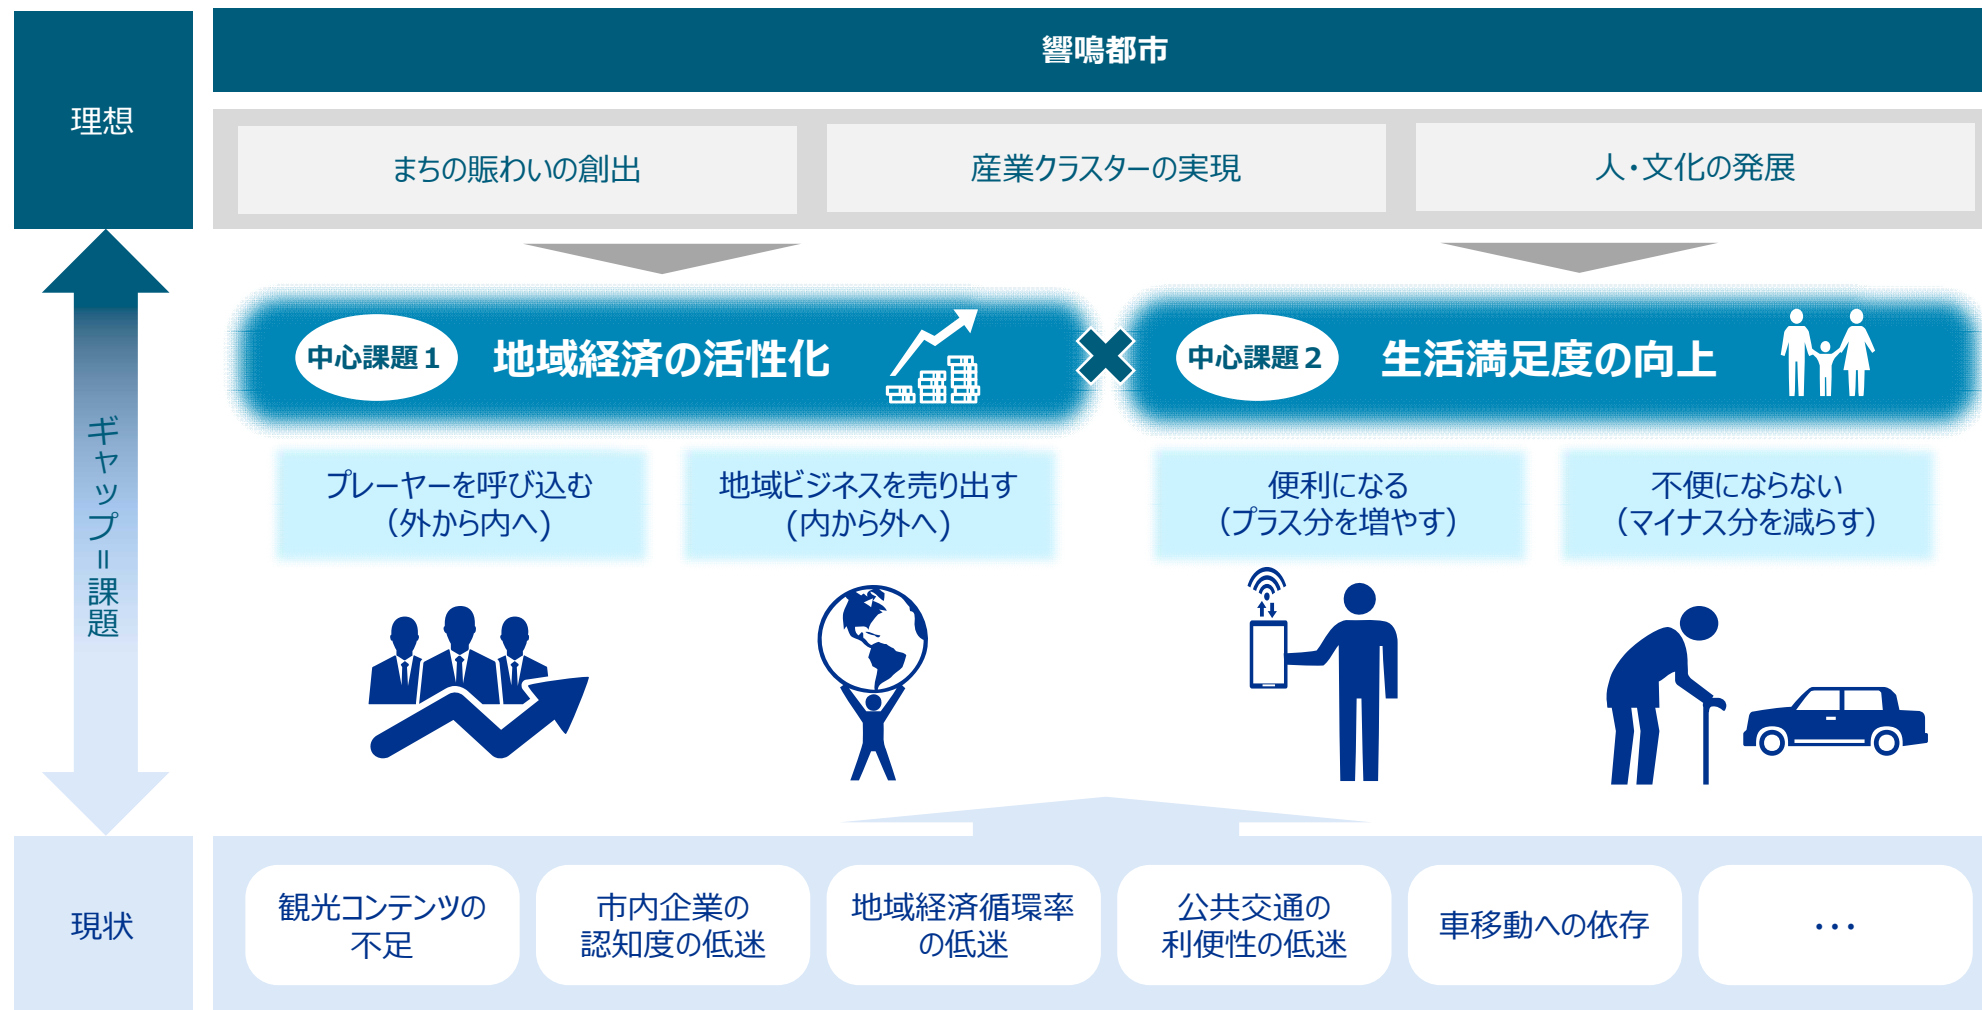 理想
響鳴都市
まちの賑わいの創出
産業クラスターの実現
人・文化の発展
ギャップ=課題
中心課題1
地域経済の活性化
中心課題2
生活満足度の向上
プレーヤーを呼び込む
（外から内へ)
地域ビジネスを売り出す
(内から外へ)
便利になる
（プラス分を増やす）
不便にならない
（マイナス分を減らす）
現状
観光コンテンツの
不足
市内企業の
認知度の低迷
地域経済循環率
の低迷
公共交通の
利便性の低迷
車移動への依存
・・・